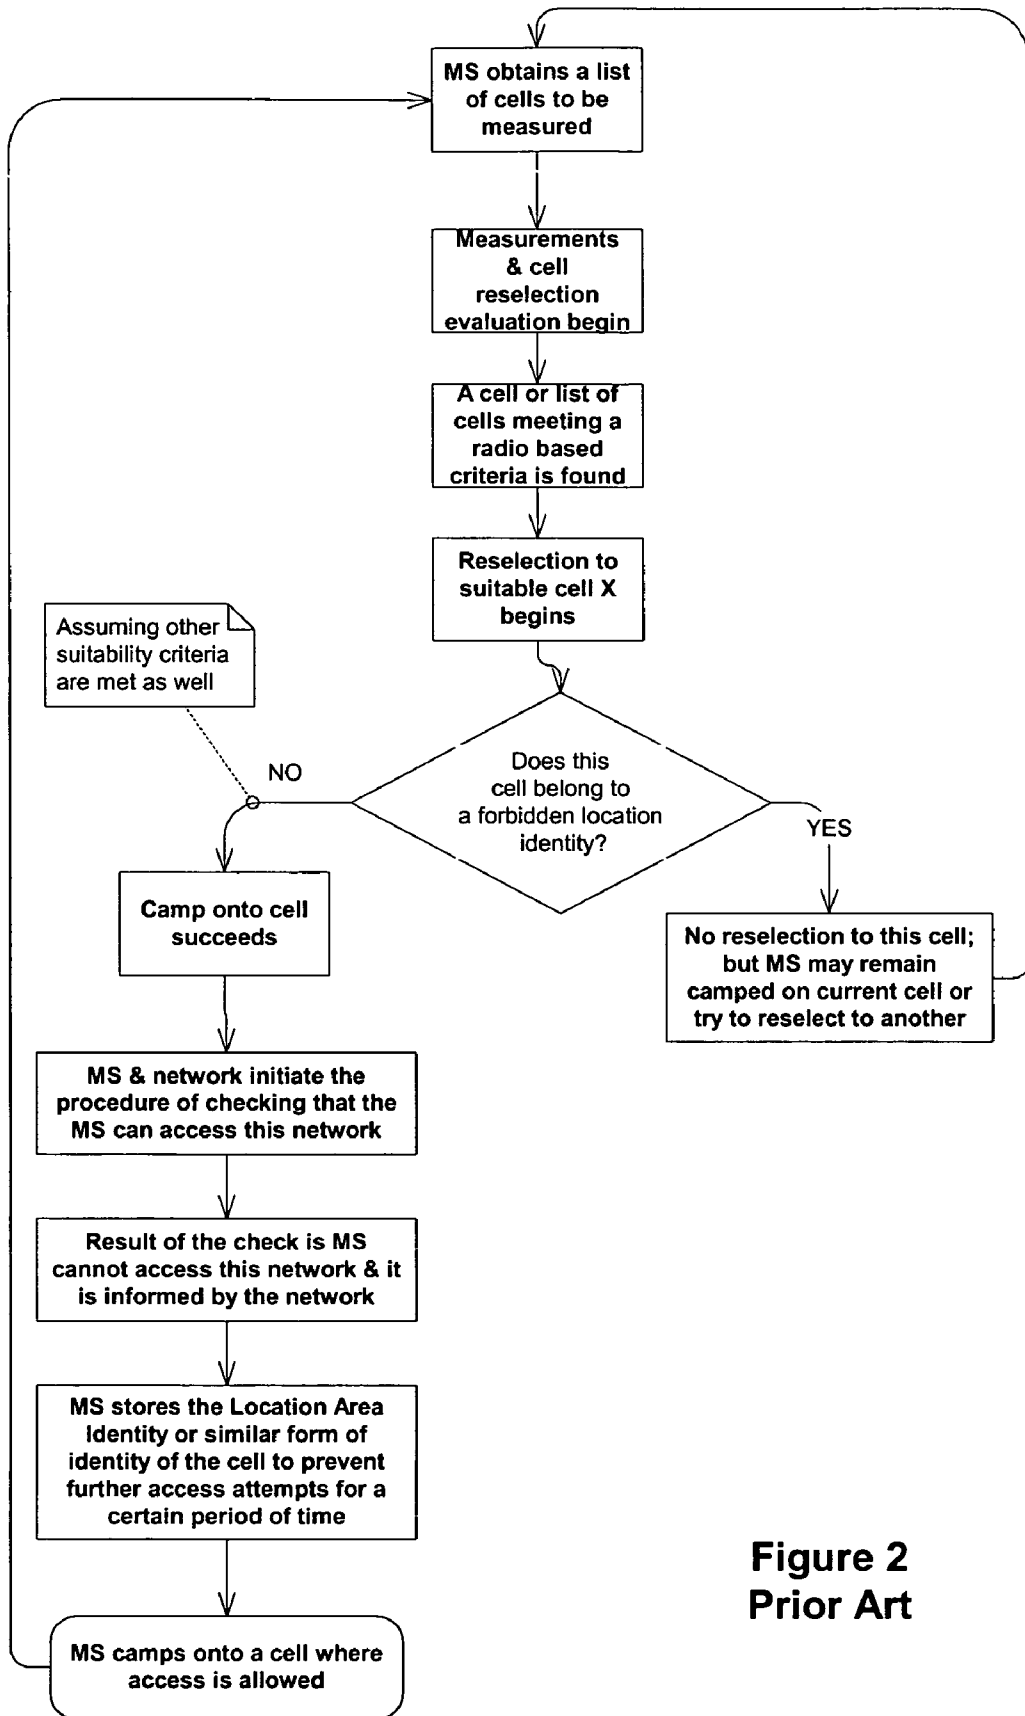 MS obtains a list
of cells to be
measured
Measurements
& cell
reselection
evaluation begin
A cell or list of
cells meeting a
radio based
criteria is found
Reselection to
suitable cell X
begins
Assuming other
suitability criteria
are met as well
NO
Does this
cell belong to
a forbidden location
identity?
YES
Camp onto cell
succeeds
No reselection to this cell;
but MS may remain
camped on current cell or
try to reselect to another
MS & network initiate the
procedure of checking that the
MS can access this network
Result of the check is MS
cannot access this network & it
is informed by the network
MS stores the Location Area
Identity or similar form of
identity of the cell to prevent
further access attempts for a
certain period of time
MS camps onto a cell where
access is allowed
Figure 2
Prior Art